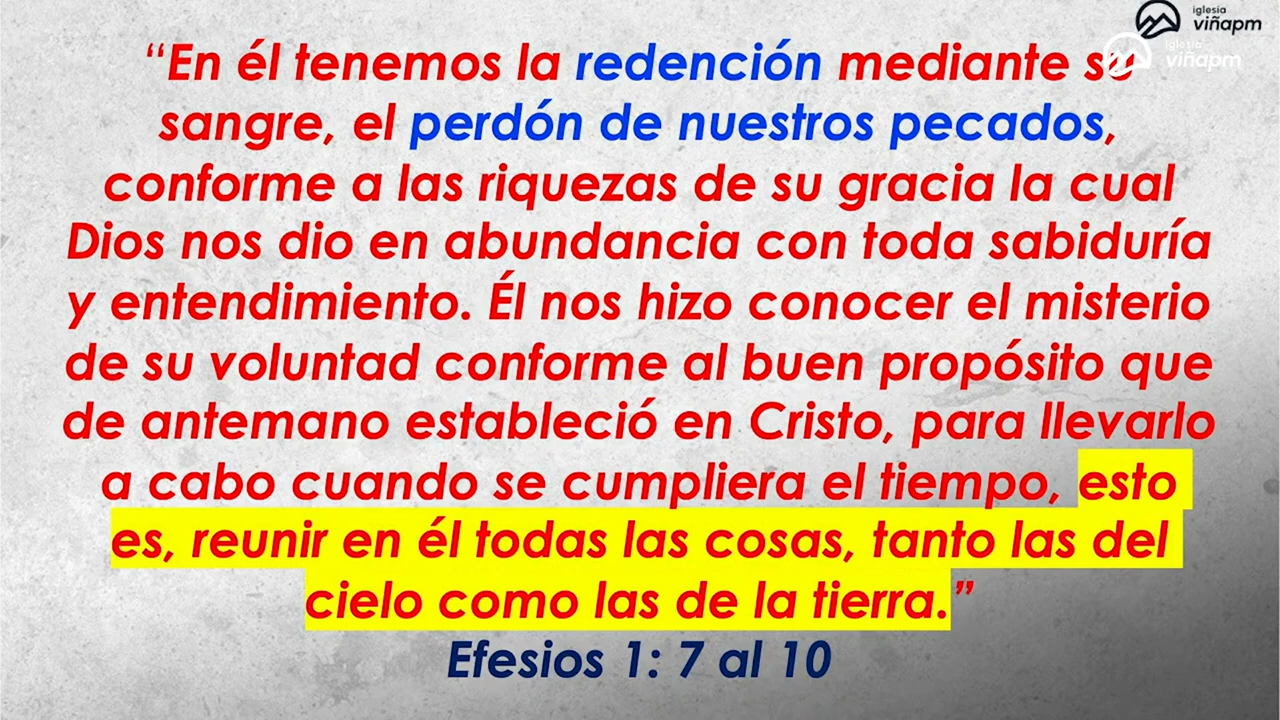 iglesia
viñapm
iglesia
viñapm
“En él tenemos la redención mediante su
sangre, el perdón de nuestros pecados,
conforme a las riquezas de su gracia la cual
Dios nos dio en abundancia con toda sabiduría
y entendimiento. Él nos hizo conocer el misterio
de su voluntad conforme al buen propósito que
de antemano estableció en Cristo, para llevarlo
a cabo cuando se cumpliera el tiempo, esto
es, reunir en él todas las cosas, tanto las del
cielo como las de la tierra.”
Efesios 1: 7 al 10